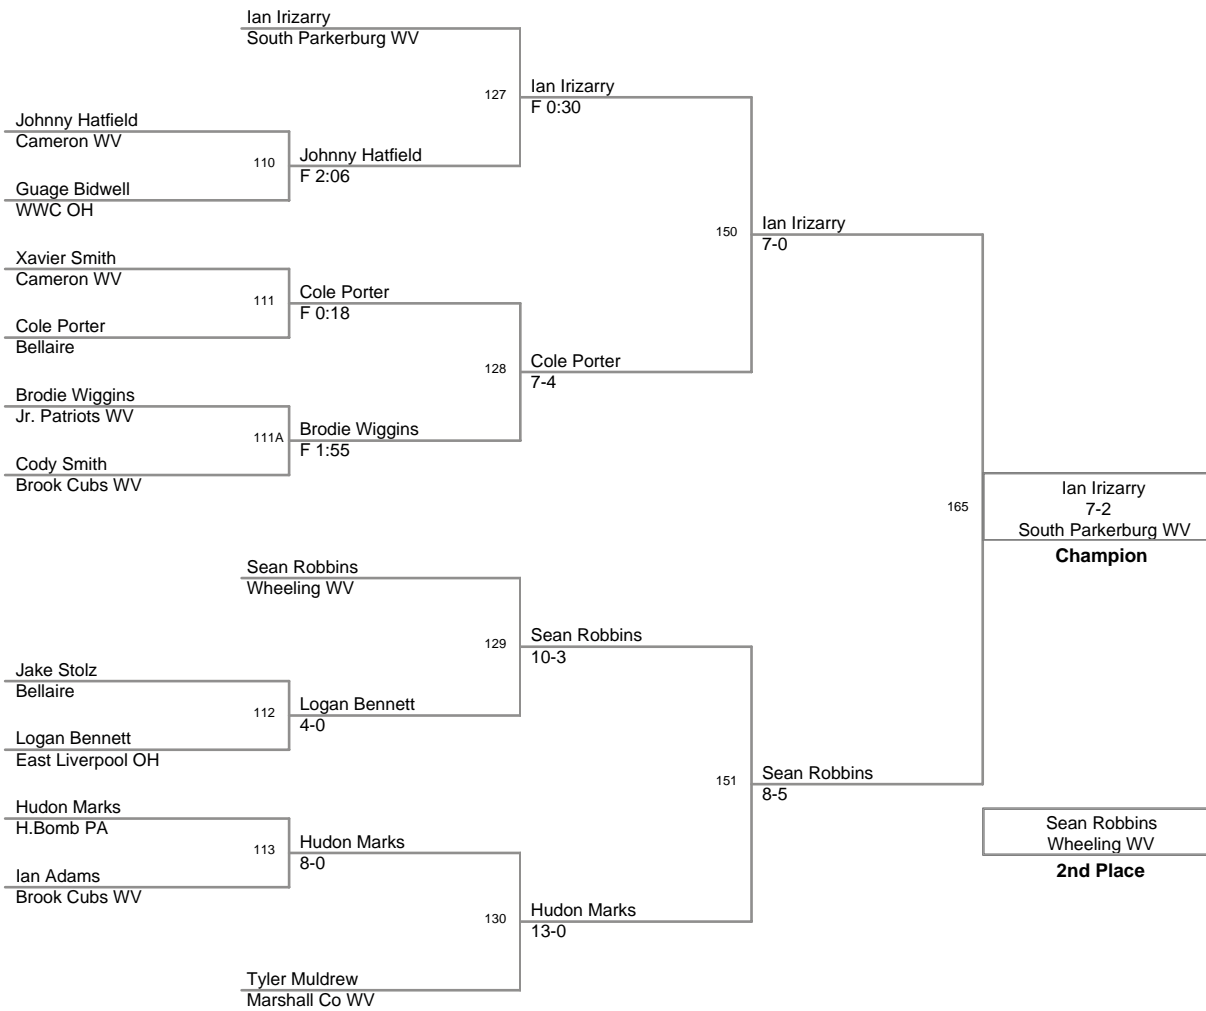 Ian Irizarry
South Parkerburg WV
127
Ian Irizarry
F 0:30
Johnny Hatfield
Cameron WV
110
Johnny Hatfield
F 2:06
Guage Bidwell
WWC OH
150
Ian Irizarry
7-0
Xavier Smith
Cameron WV
111
Cole Porter
F 0:18
Cole Porter
Bellaire
128
Cole Porter
7-4
Brodie Wiggins
Jr. Patriots WV
111A
Brodie Wiggins
F 1:55
Cody Smith
Brook Cubs WV
165
Ian Irizarry
7-2
South Parkerburg WV
Champion
Sean Robbins
Wheeling WV
129
Sean Robbins
10-3
Jake Stolz
Bellaire
112
Logan Bennett
4-0
Logan Bennett
East Liverpool OH
151
Sean Robbins
8-5
Hudon Marks
H.Bomb PA
113
Hudon Marks
8-0
Ian Adams
Brook Cubs WV
130
Hudon Marks
13-0
Tyler Muldrew
Marshall Co WV
Sean Robbins
Wheeling WV
2nd Place